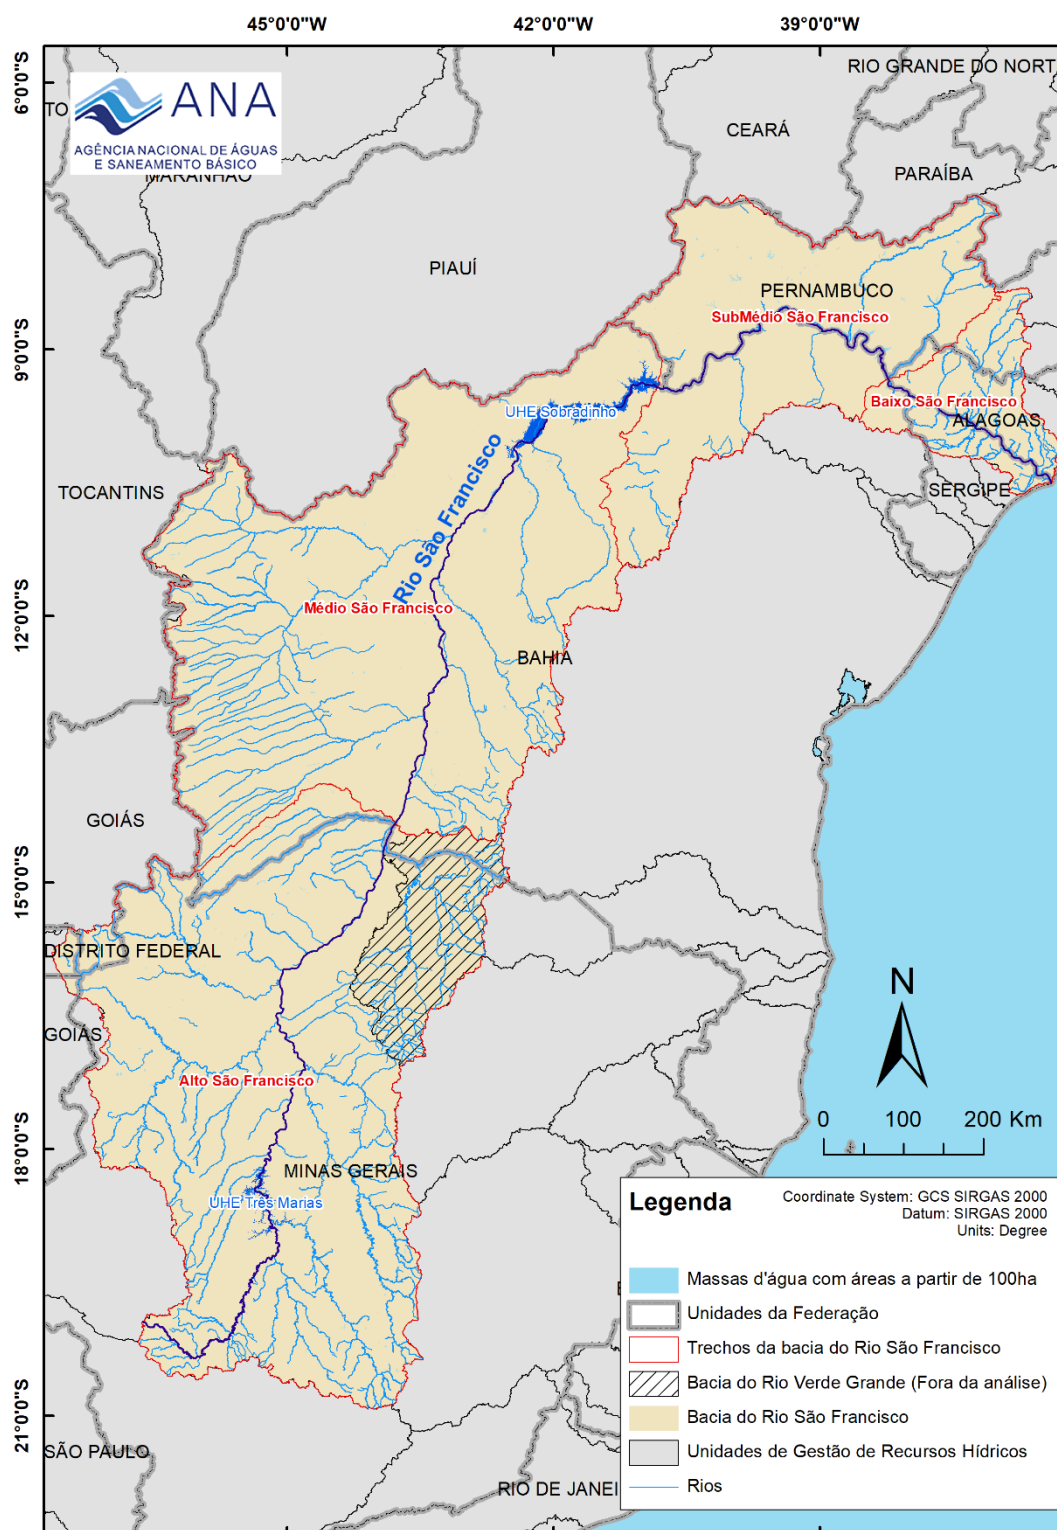 45°0'0"W
42°0'0"W
39°0'0"W
6°0'0"S
9°0'0"S
12°0'0"S
15°0'0"S
18°0'0"S
21°0'0"S
ANA
AGÊNCIA NACIONAL DE ÁGUAS
E SANEAMENTO BÁSICO
TO
MARANHÃO
RIO GRANDE DO NORT
CEARÁ
PARAÍBA
PIAUÍ
PERNAMBUCO
SubMédio São Francisco
Baixo São Francisco
ALAGOAS
UHE Sobradinho
Rio São Francisco
SERGIPE
TOCANTINS
Médio São Francisco
BAHIA
GOIÁS
DISTRITO FEDERAL
GOIÁS
Alto São Francisco
MINAS GERAIS
UHE Três Marias
SÃO PAULO
RIO DE JANEI
N
0 100 200 Km
Legenda
Coordinate System: GCS SIRGAS 2000
Datum: SIRGAS 2000
Units: Degree
Massas d'água com áreas a partir de 100ha
Unidades da Federação
Trechos da bacia do Rio São Francisco
Bacia do Rio Verde Grande (Fora da análise)
Bacia do Rio São Francisco
Unidades de Gestão de Recursos Hídricos
Rios